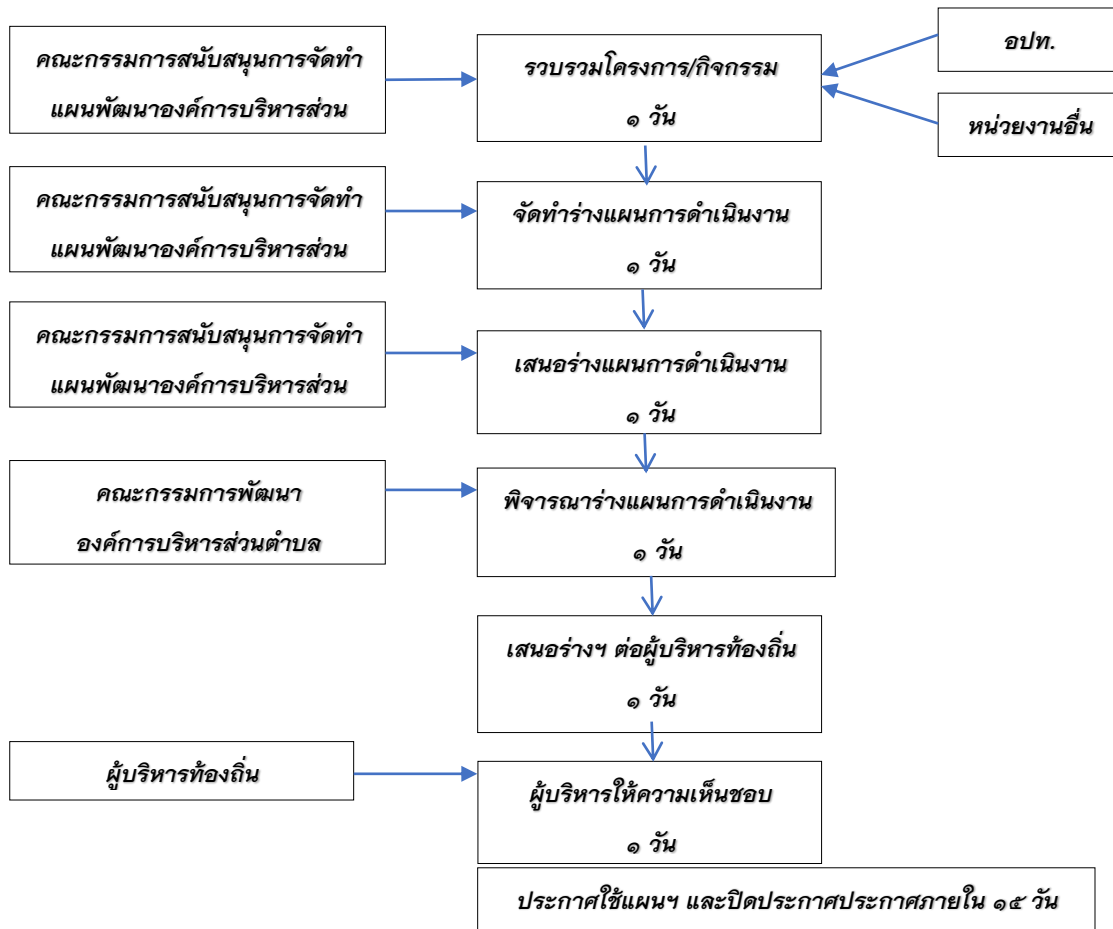 คณะกรรมการสนับสนุนการจัดทำ
แผนพัฒนาองค์การบริหารส่วน
รวบรวมโครงการ/กิจกรรม
๑ วัน
อปท.
หน่วยงานอื่น
คณะกรรมการสนับสนุนการจัดทำ
แผนพัฒนาองค์การบริหารส่วน
จัดทำร่างแผนการดำเนินงาน
๑ วัน
คณะกรรมการสนับสนุนการจัดทำ
แผนพัฒนาองค์การบริหารส่วน
เสนอร่างแผนการดำเนินงาน
๑ วัน
คณะกรรมการพัฒนา
องค์การบริหารส่วนตำบล
พิจารณาร่างแผนการดำเนินงาน
๑ วัน
เสนอร่างฯ ต่อผู้บริหารท้องถิ่น
๑ วัน
ผู้บริหารท้องถิ่น
ผู้บริหารให้ความเห็นชอบ
๑ วัน
ประกาศใช้แผนฯ และปิดประกาศประกาศภายใน ๑๕ วัน